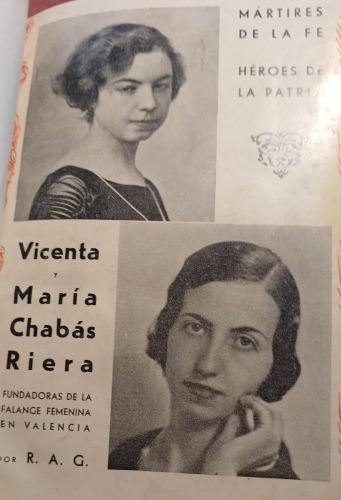 MÁRTIRES
DE LA FE
HÉROES DE
LA PATRIA
Vicenta
Y
María
Chabás
Riera
FUNDADORAS DE LA
FALANGE FEMENINA
EN VALENCIA
POR R. A. G.